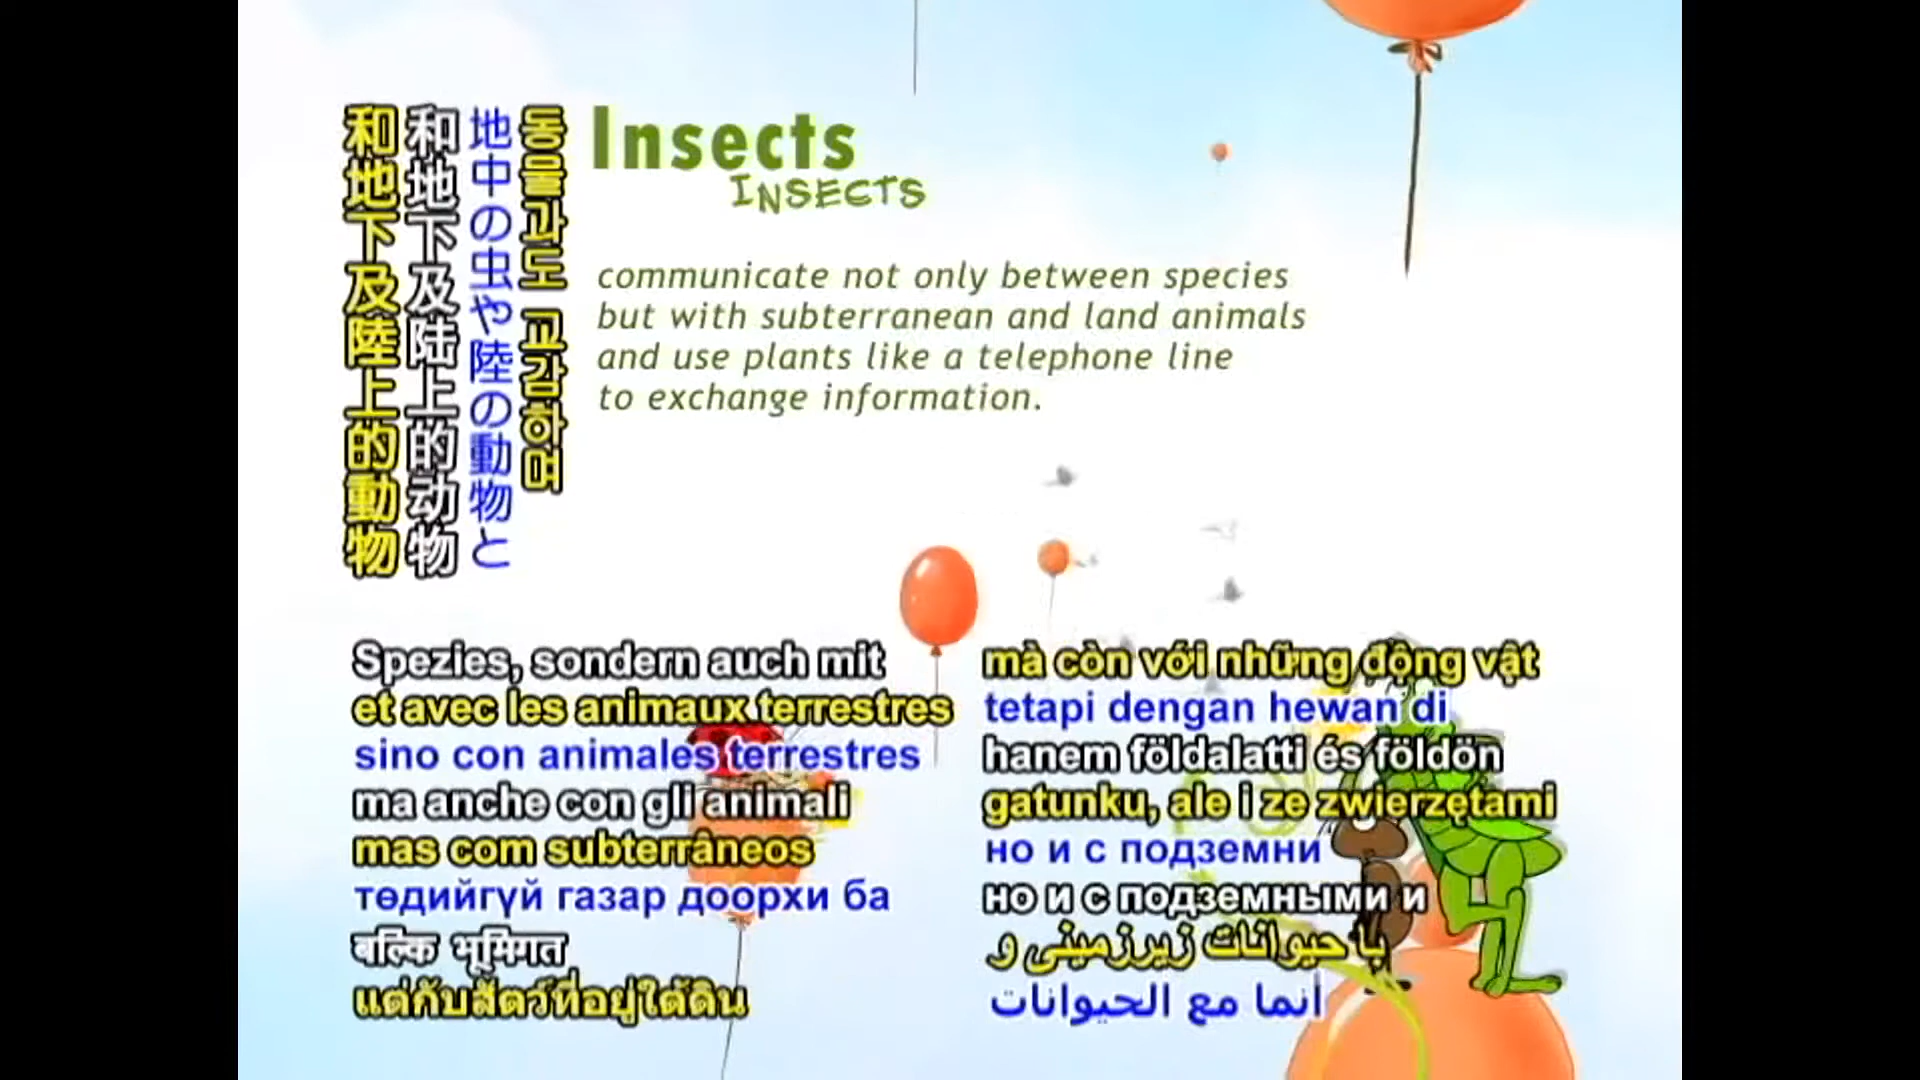 和地下及陸上的動物
和地下及陆上的动物
地中の虫や陸の動物と
동물과도 교감하며
Insects
INSECTS
communicate not only between species
but with subterranean and land animals
and use plants like a telephone line
to exchange information.
Spezies, sondern auch mit
et avec les animaux terrestres
sino con animales terrestres
ma anche con gli animali
mas com subterrâneos
төдийгүй газар доорхи ба
बल्कि भूमिगत
แต่กับสัตว์ที่อยู่ใต้ดิน
mà còn với những động vật
tetapi dengan hewan di
hanem földalatti és földön
gatunku, ale i ze zwierzętami
но и с подземни
но и с подземными и
با حیوانات زیرزمینی و
أنما مع الحيوانات